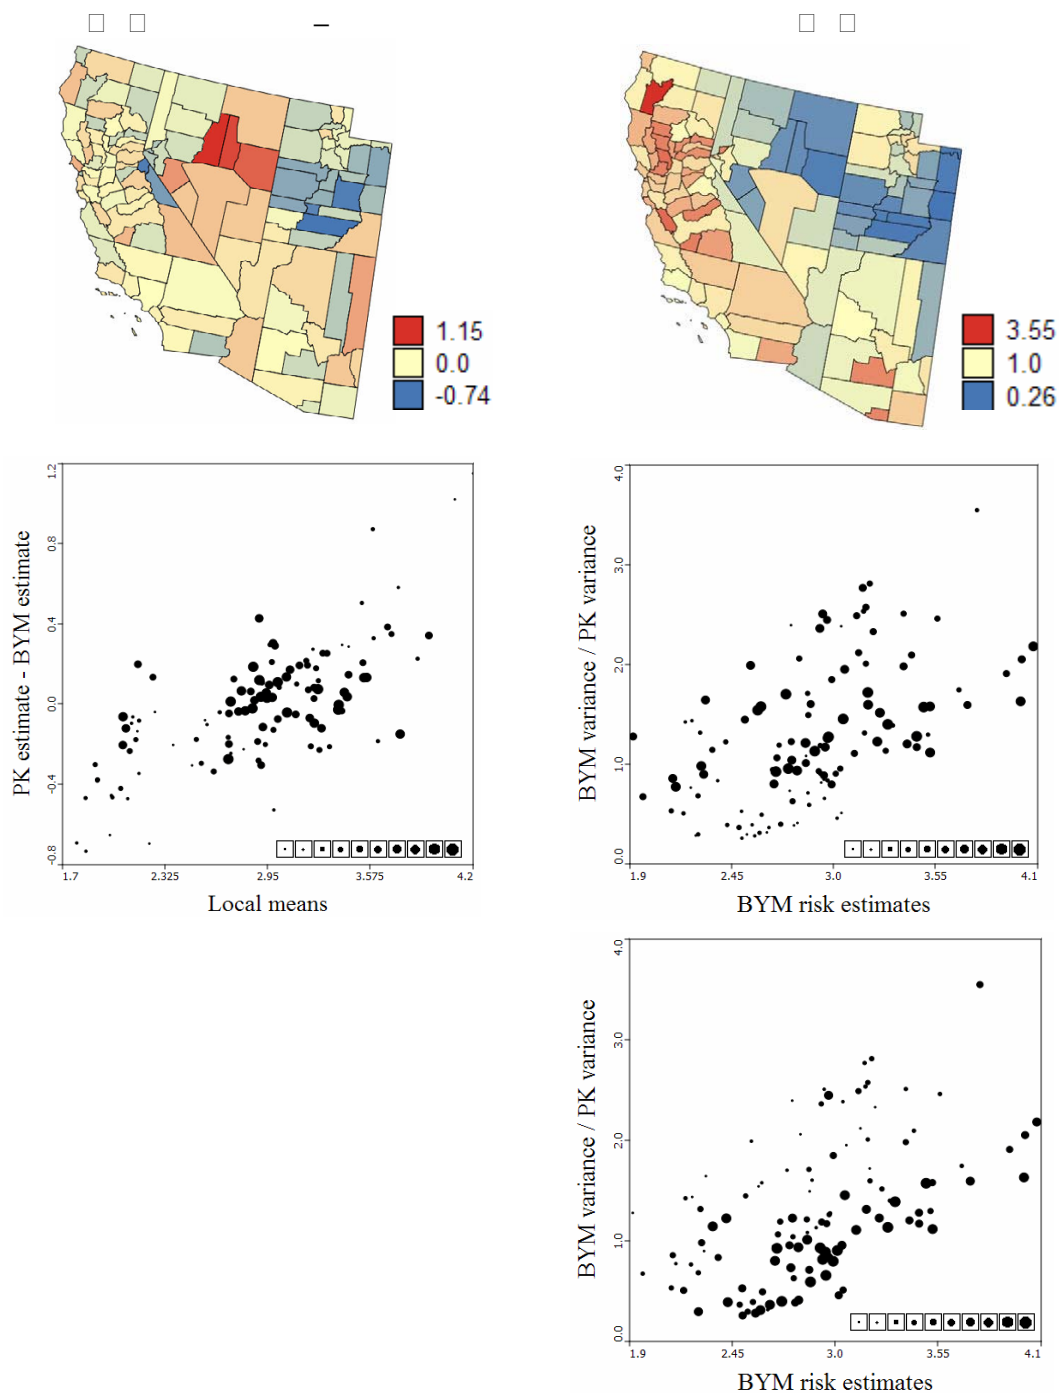 □ □ –
□ □
1.15
0.0
-0.74
3.55
1.0
0.26
PK estimate - BYM estimate
1.2
0.8
0.4
0.0
-0.4
-0.8
1.7 2.325 2.95 3.575 4.2
Local means
BYM variance / PK variance
4.0
3.0
2.0
1.0
0.0
1.9 2.45 3.0 3.55 4.1
BYM risk estimates
BYM variance / PK variance
4.0
3.0
2.0
1.0
0.0
1.9 2.45 3.0 3.55 4.1
BYM risk estimates